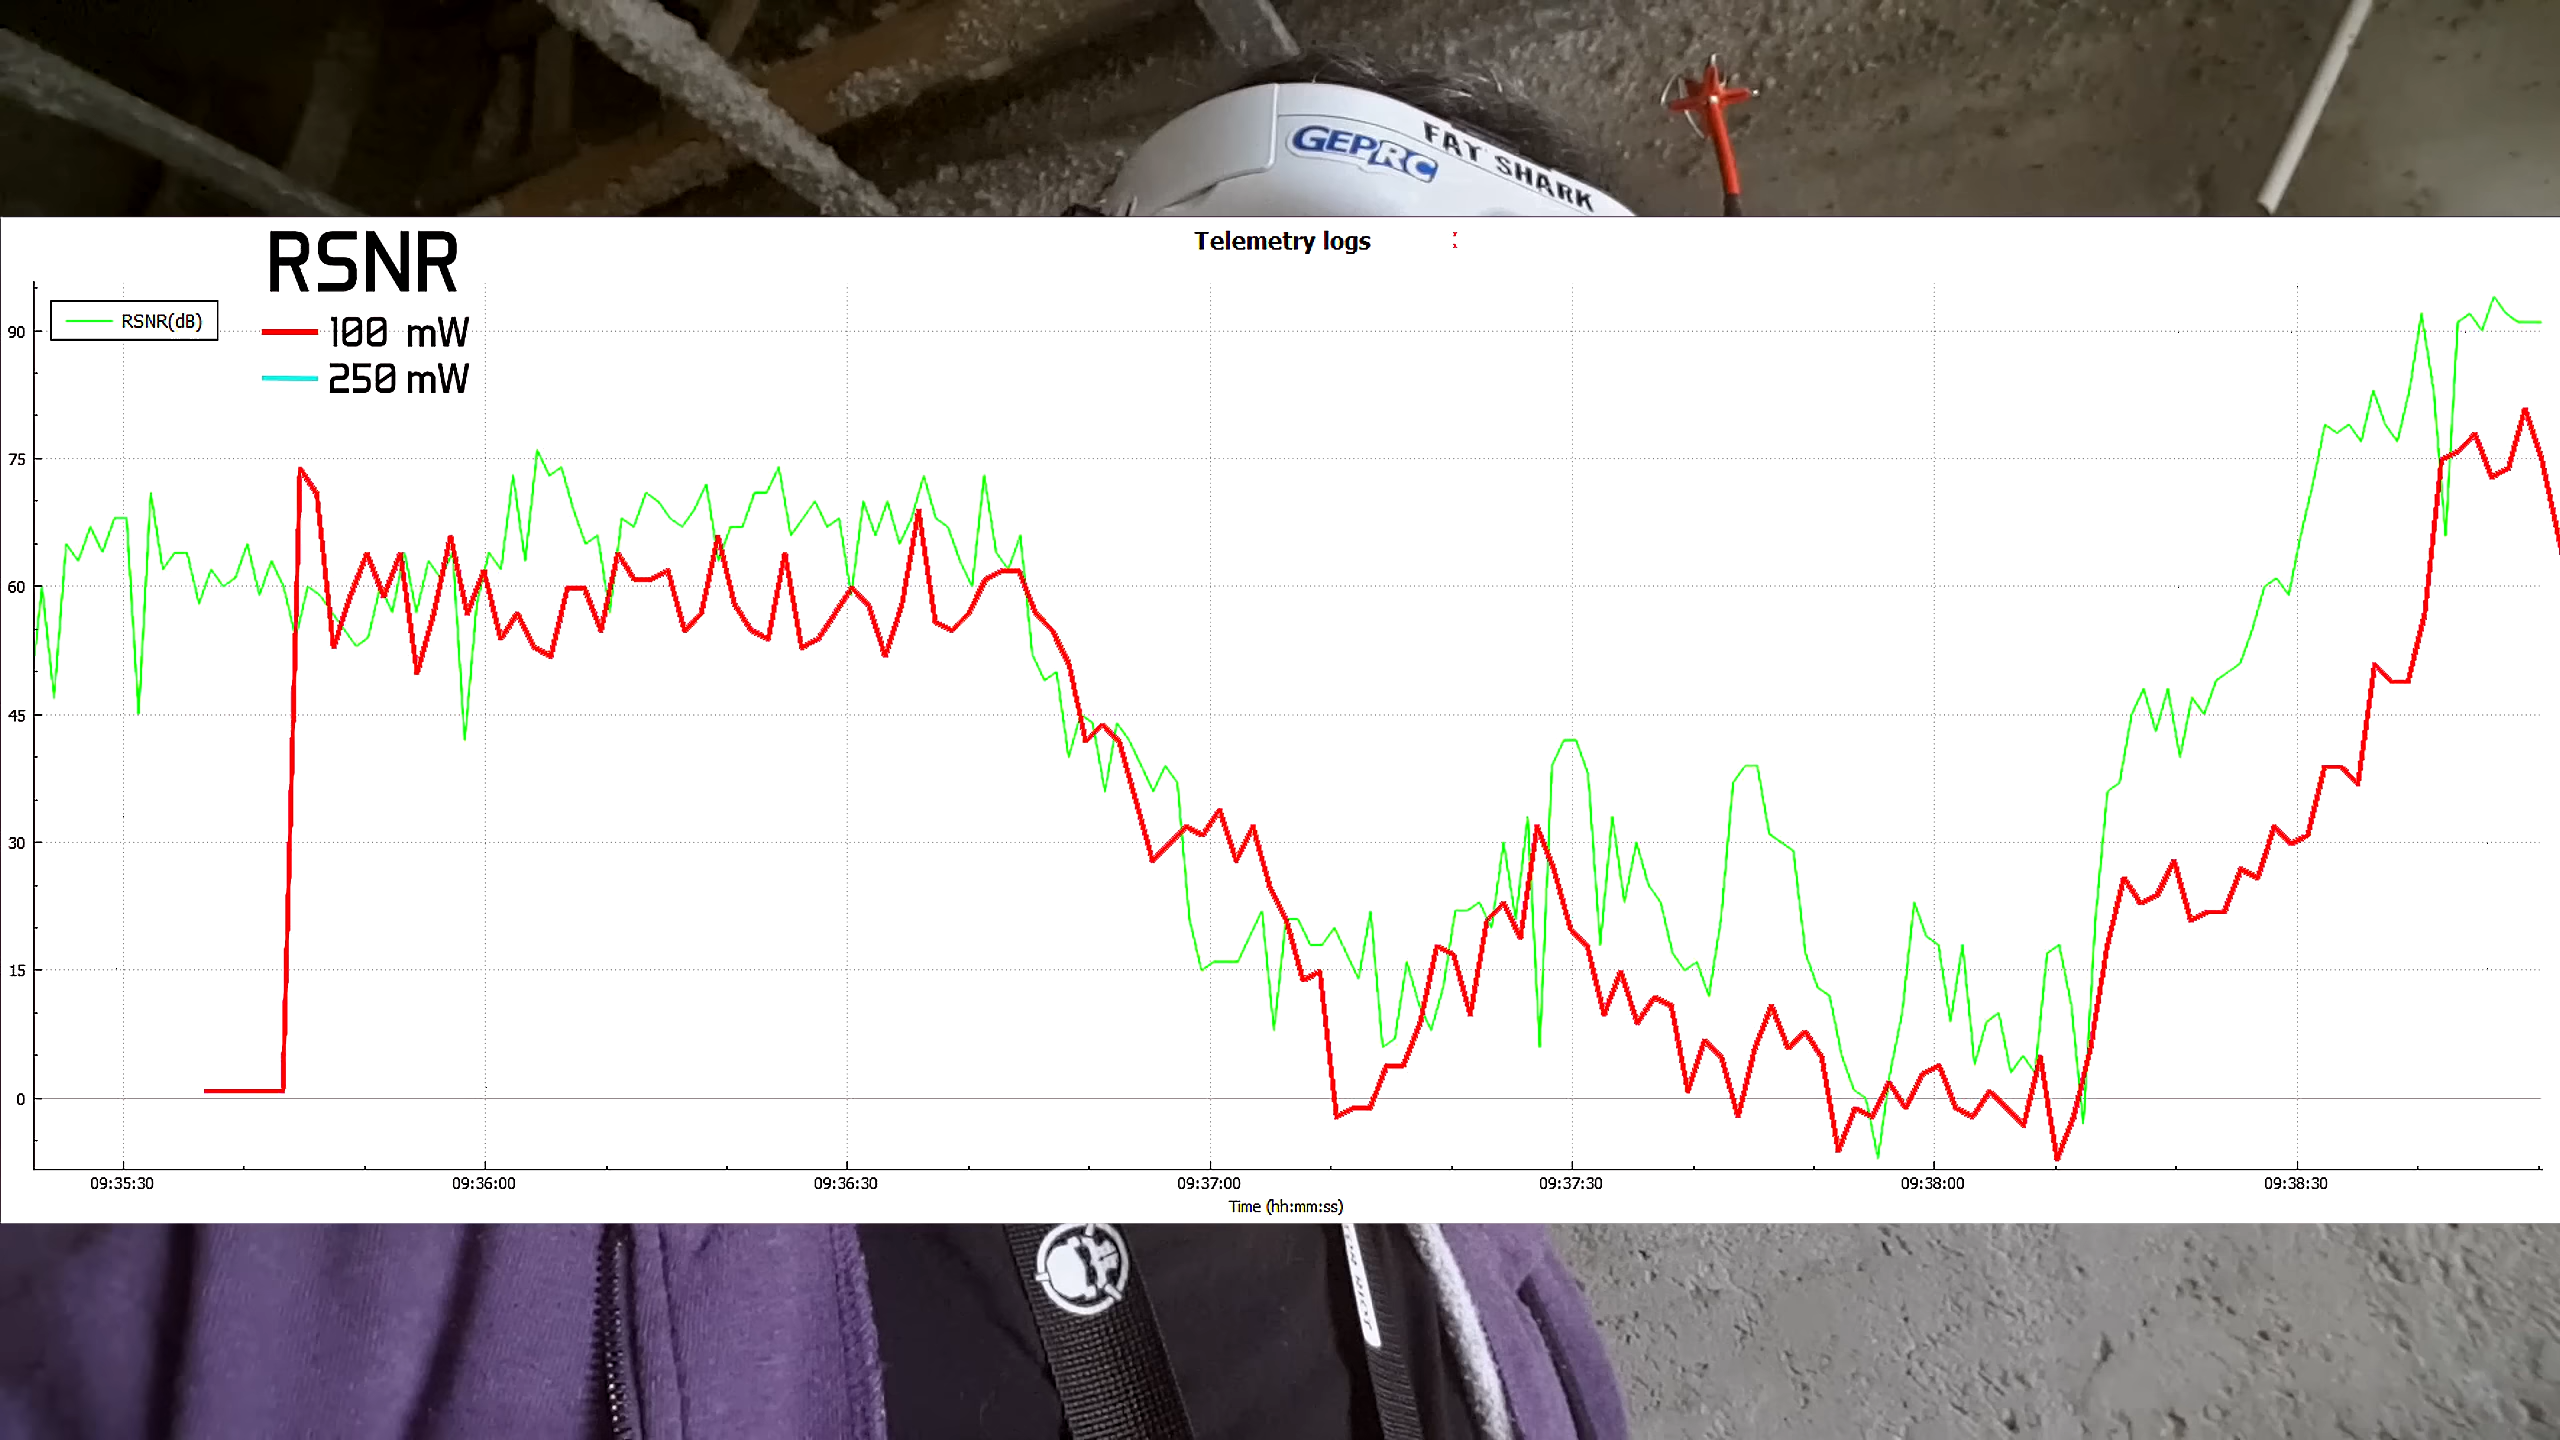 GEPRC
FAT SHARK
Telemetry logs
RSNR
RSNR(dB)
100 mW
250 mW
90
75
60
45
30
15
0
09:35:30
09:36:00
09:36:30
09:37:00
09:37:30
09:38:00
09:38:30
Time (hh:mm:ss)